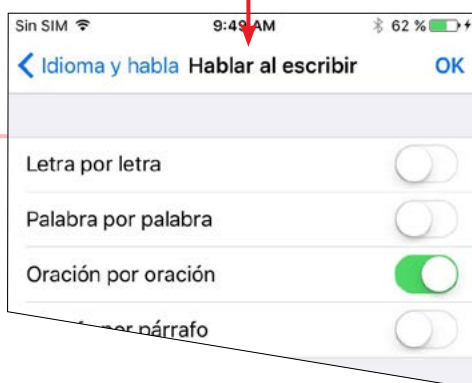 Sin SIM 9:49 AM 62 %
Idioma y habla Hablar al escribir OK
Letra por letra
Palabra por palabra
Oración por oración
por párrafo